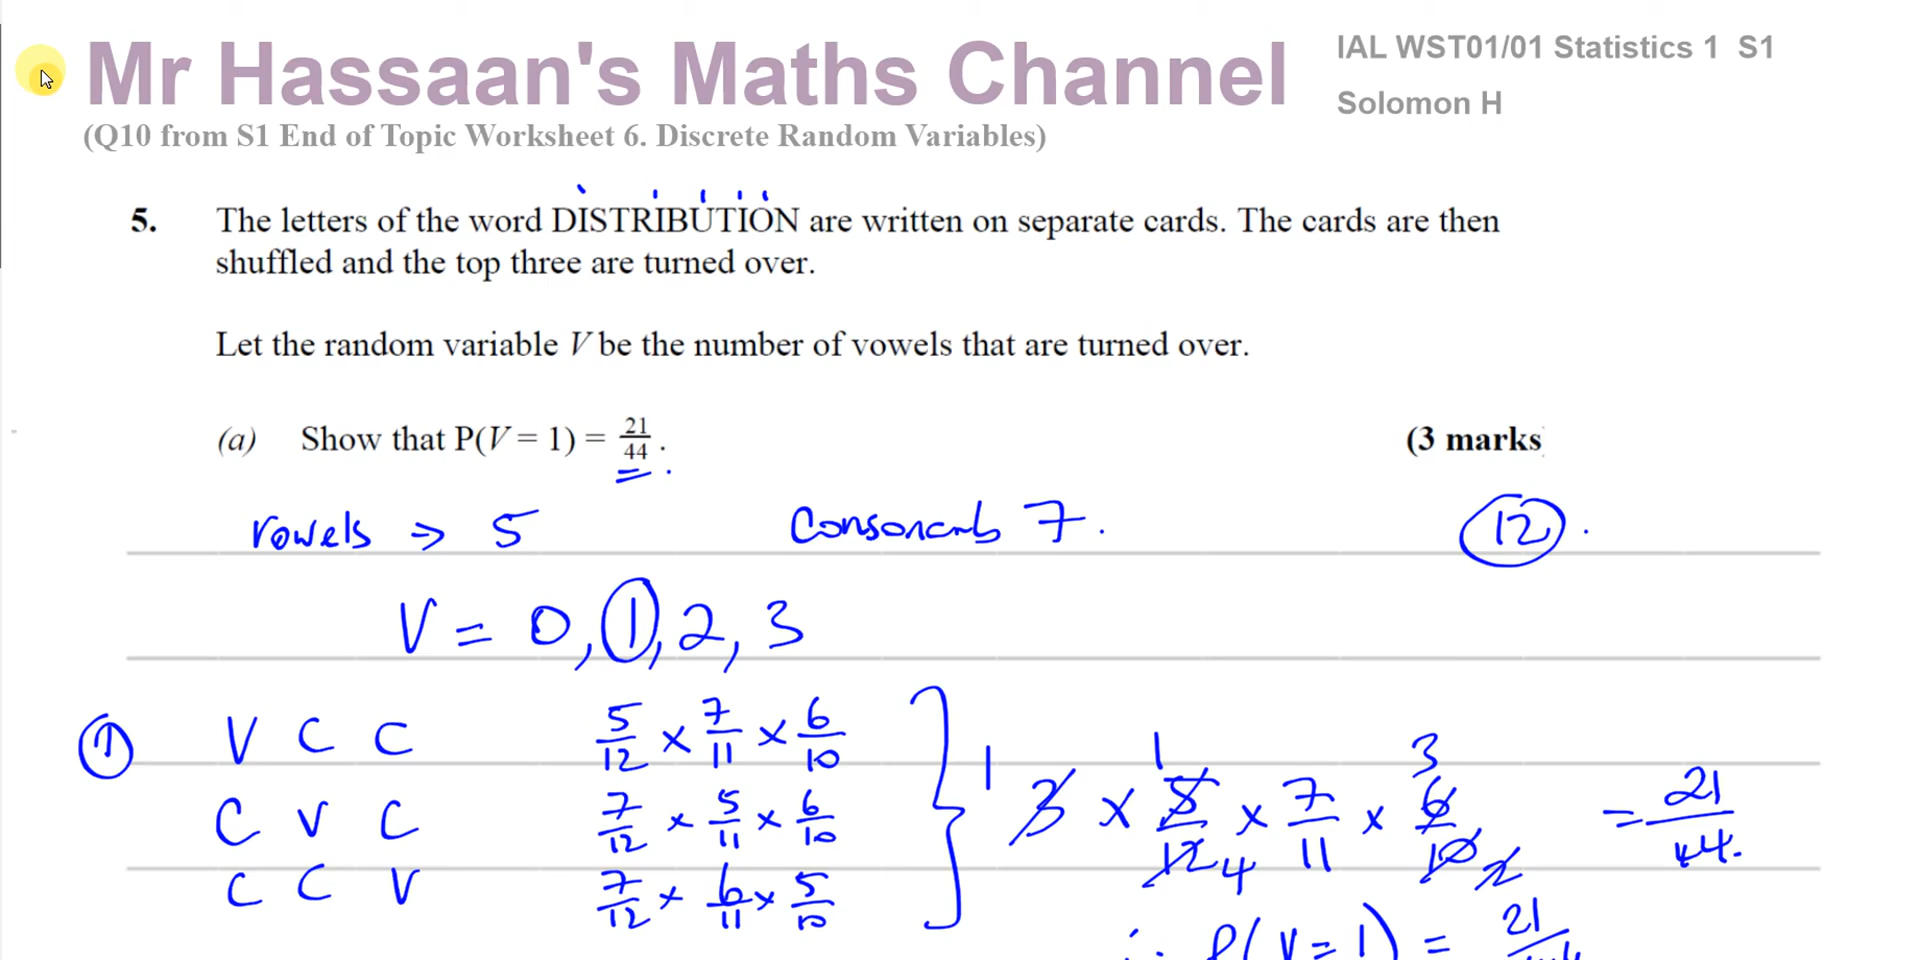 Mr Hassaan's Maths Channel
IAL WST01/01 Statistics 1 S1
Solomon H
(Q10 from S1 End of Topic Worksheet 6. Discrete Random Variables)
5. The letters of the word DISTRIBUTION are written on separate cards. The cards are then
shuffled and the top three are turned over.
Let the random variable V be the number of vowels that are turned over.
(a) Show that P(V = 1) = 21/44 .
(3 marks
vowels → 5 Consonants 7. 12.
V = 0, 1, 2, 3
1 V C C 5/12 × 7/11 × 6/10
C V C 7/12 × 5/11 × 6/10
C C V 7/12 × 6/11 × 5/10
1 1 3
3 × 5/12 × 7/11 × 6/10 = 21/44.
4 2
∴ P(V=1) = 21